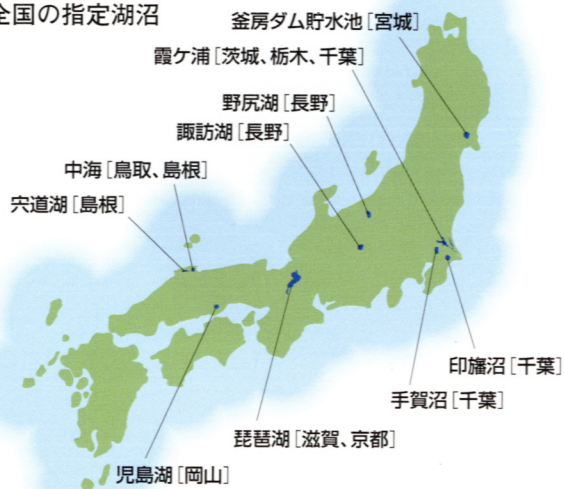 全国の指定湖沼
釜房ダム貯水池[宮城]
霞ケ浦[茨城、栃木、千葉]
野尻湖[長野]
諏訪湖[長野]
中海[鳥取、島根]
宍道湖[島根]
印旛沼[千葉]
手賀沼[千葉]
琵琶湖[滋賀、京都]
児島湖[岡山]